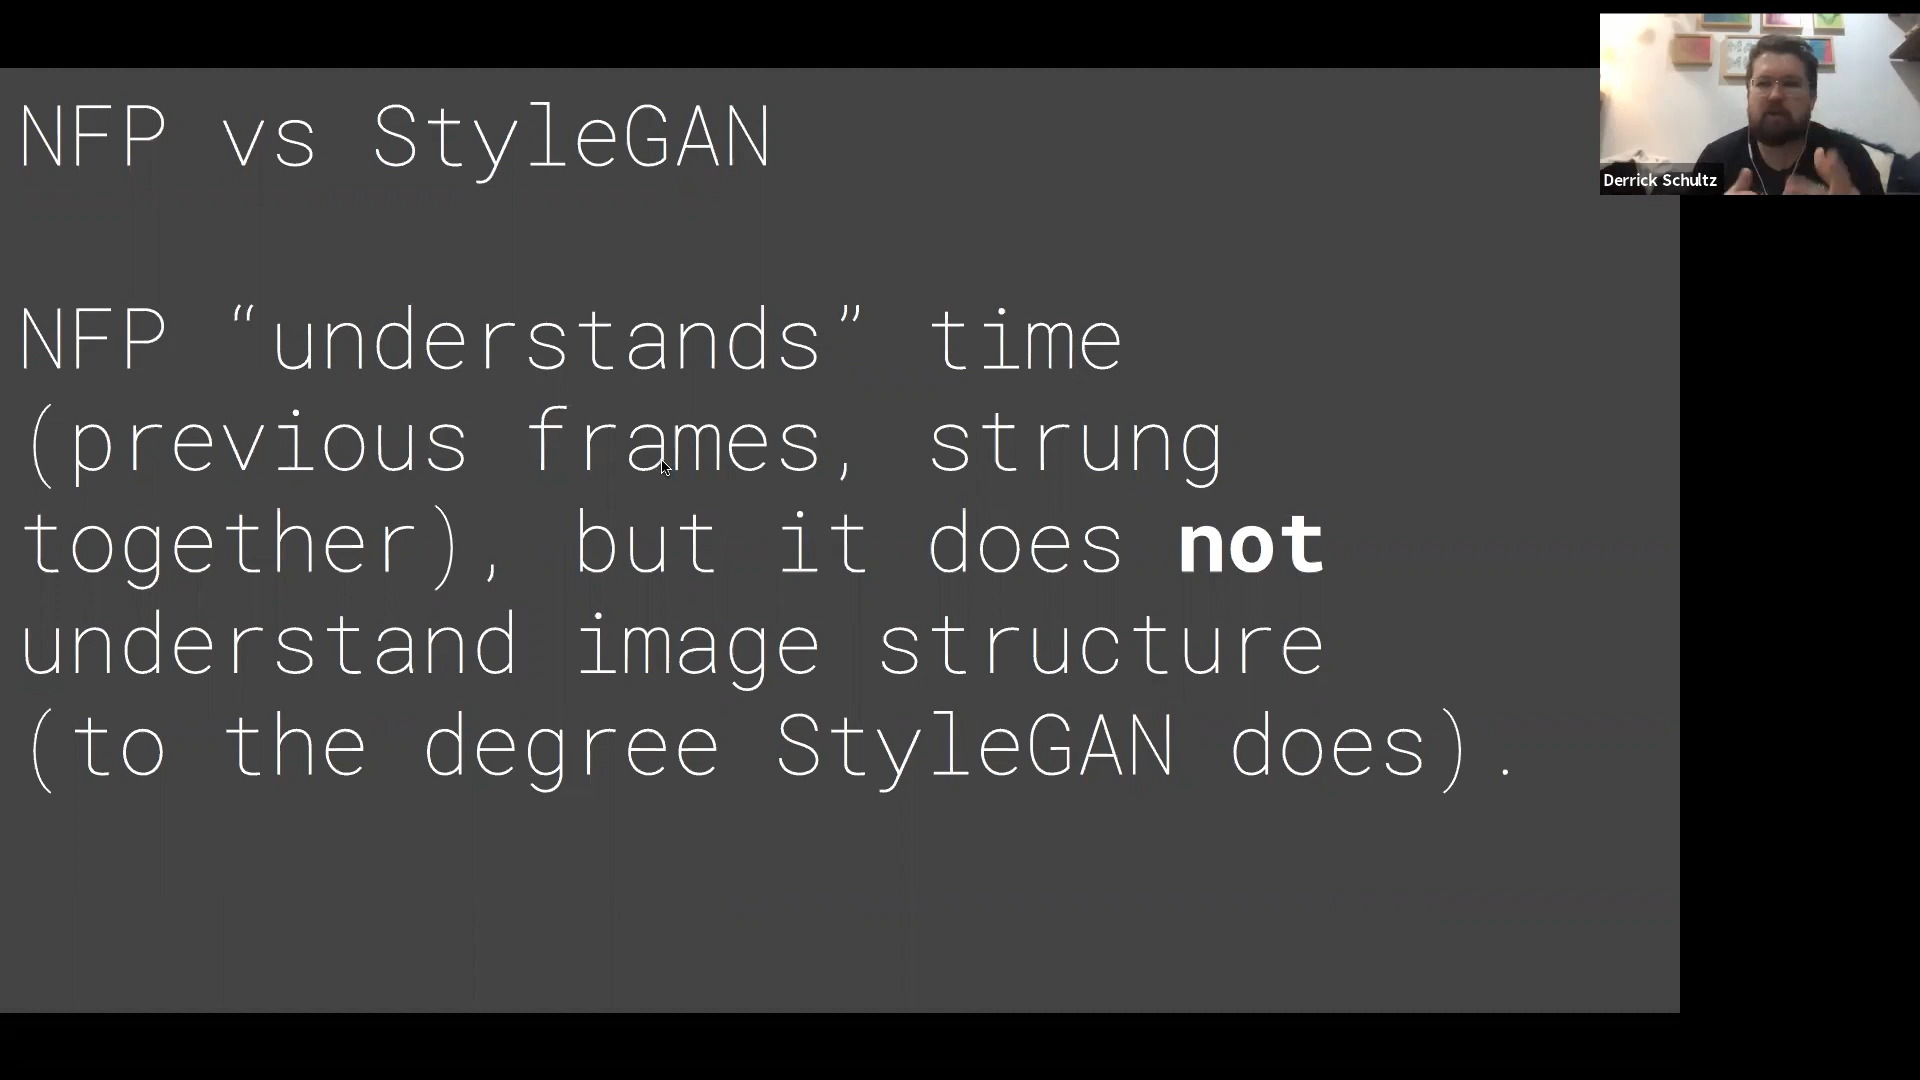 NFP vs StyleGAN
NFP “understands” time
(previous frames, strung
together), but it does not
understand image structure
(to the degree StyleGAN does).
Derrick Schultz